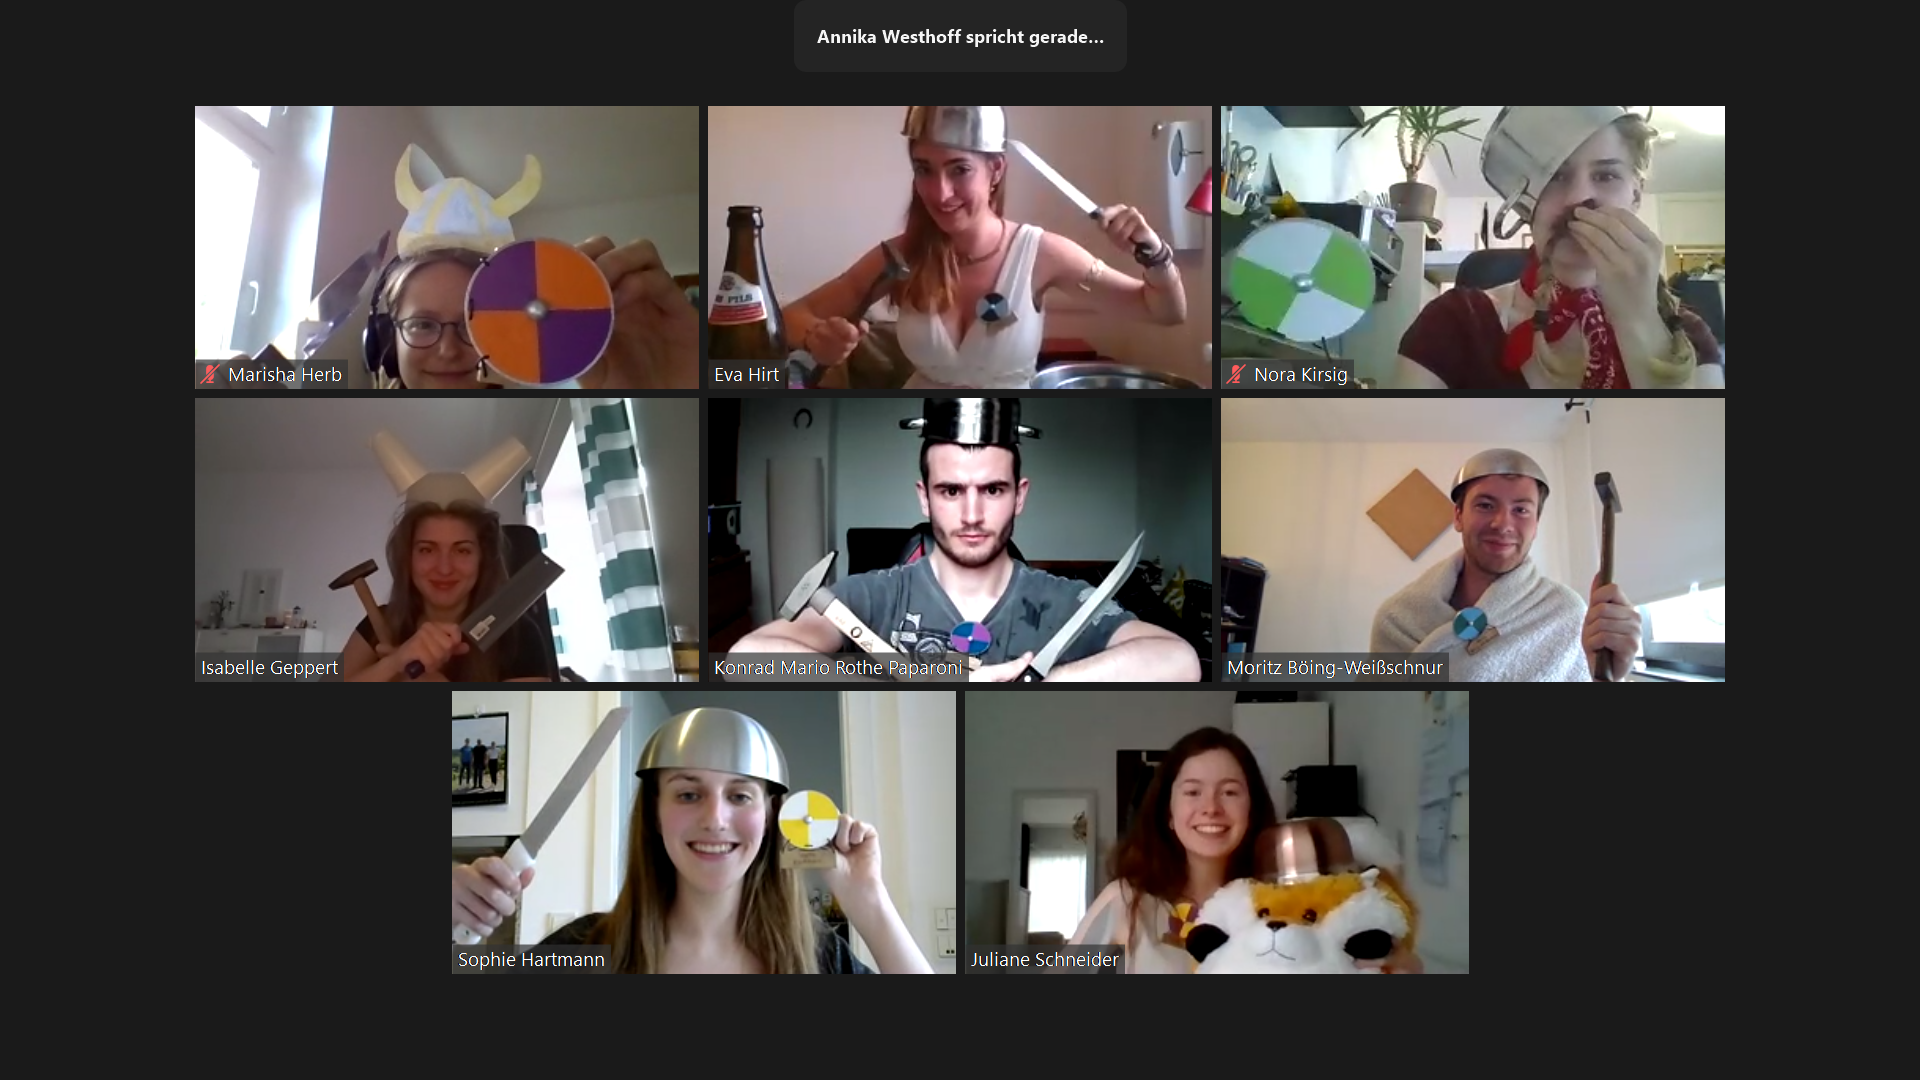 Annika Westhoff spricht gerade...
Marisha Herb
Eva Hirt
Nora Kirsig
PILS
Isabelle Geppert
Konrad Mario Rothe Paparoni
Moritz Böing-Weißschnur
Sophie Hartmann
Juliane Schneider